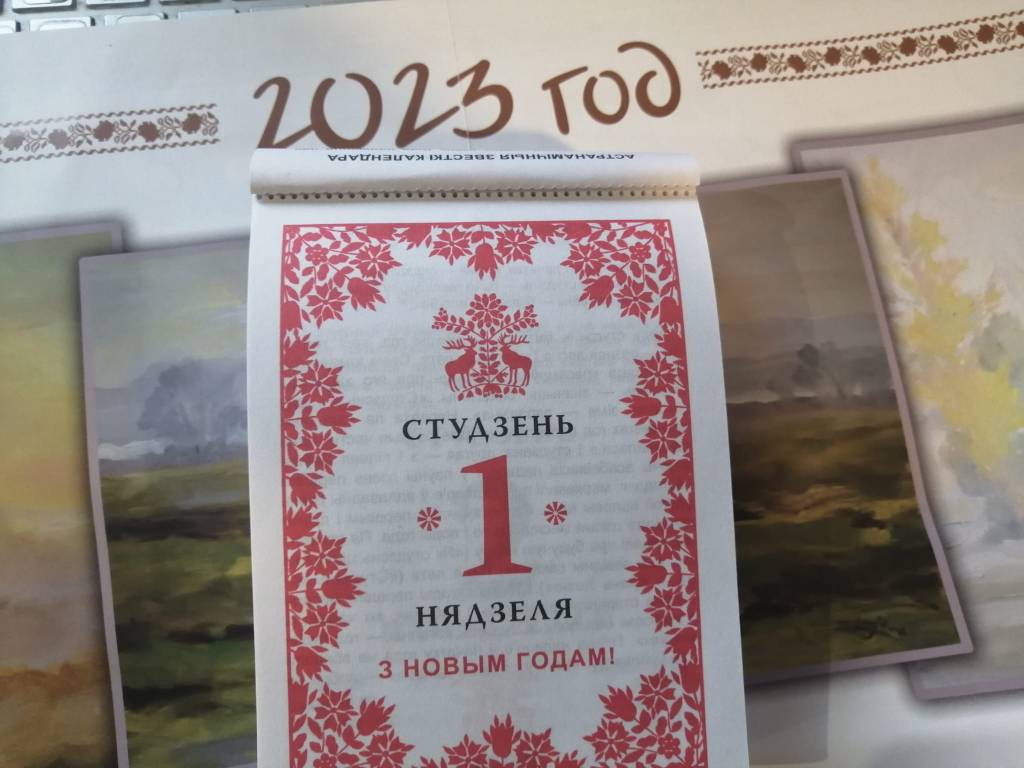 2023 год
АСТРАНАМІЧНЫЯ ЗВЕСТКІ КАЛЕНДАРА
СТУДЗЕНЬ
1
НЯДЗЕЛЯ
З НОВЫМ ГОДАМ!